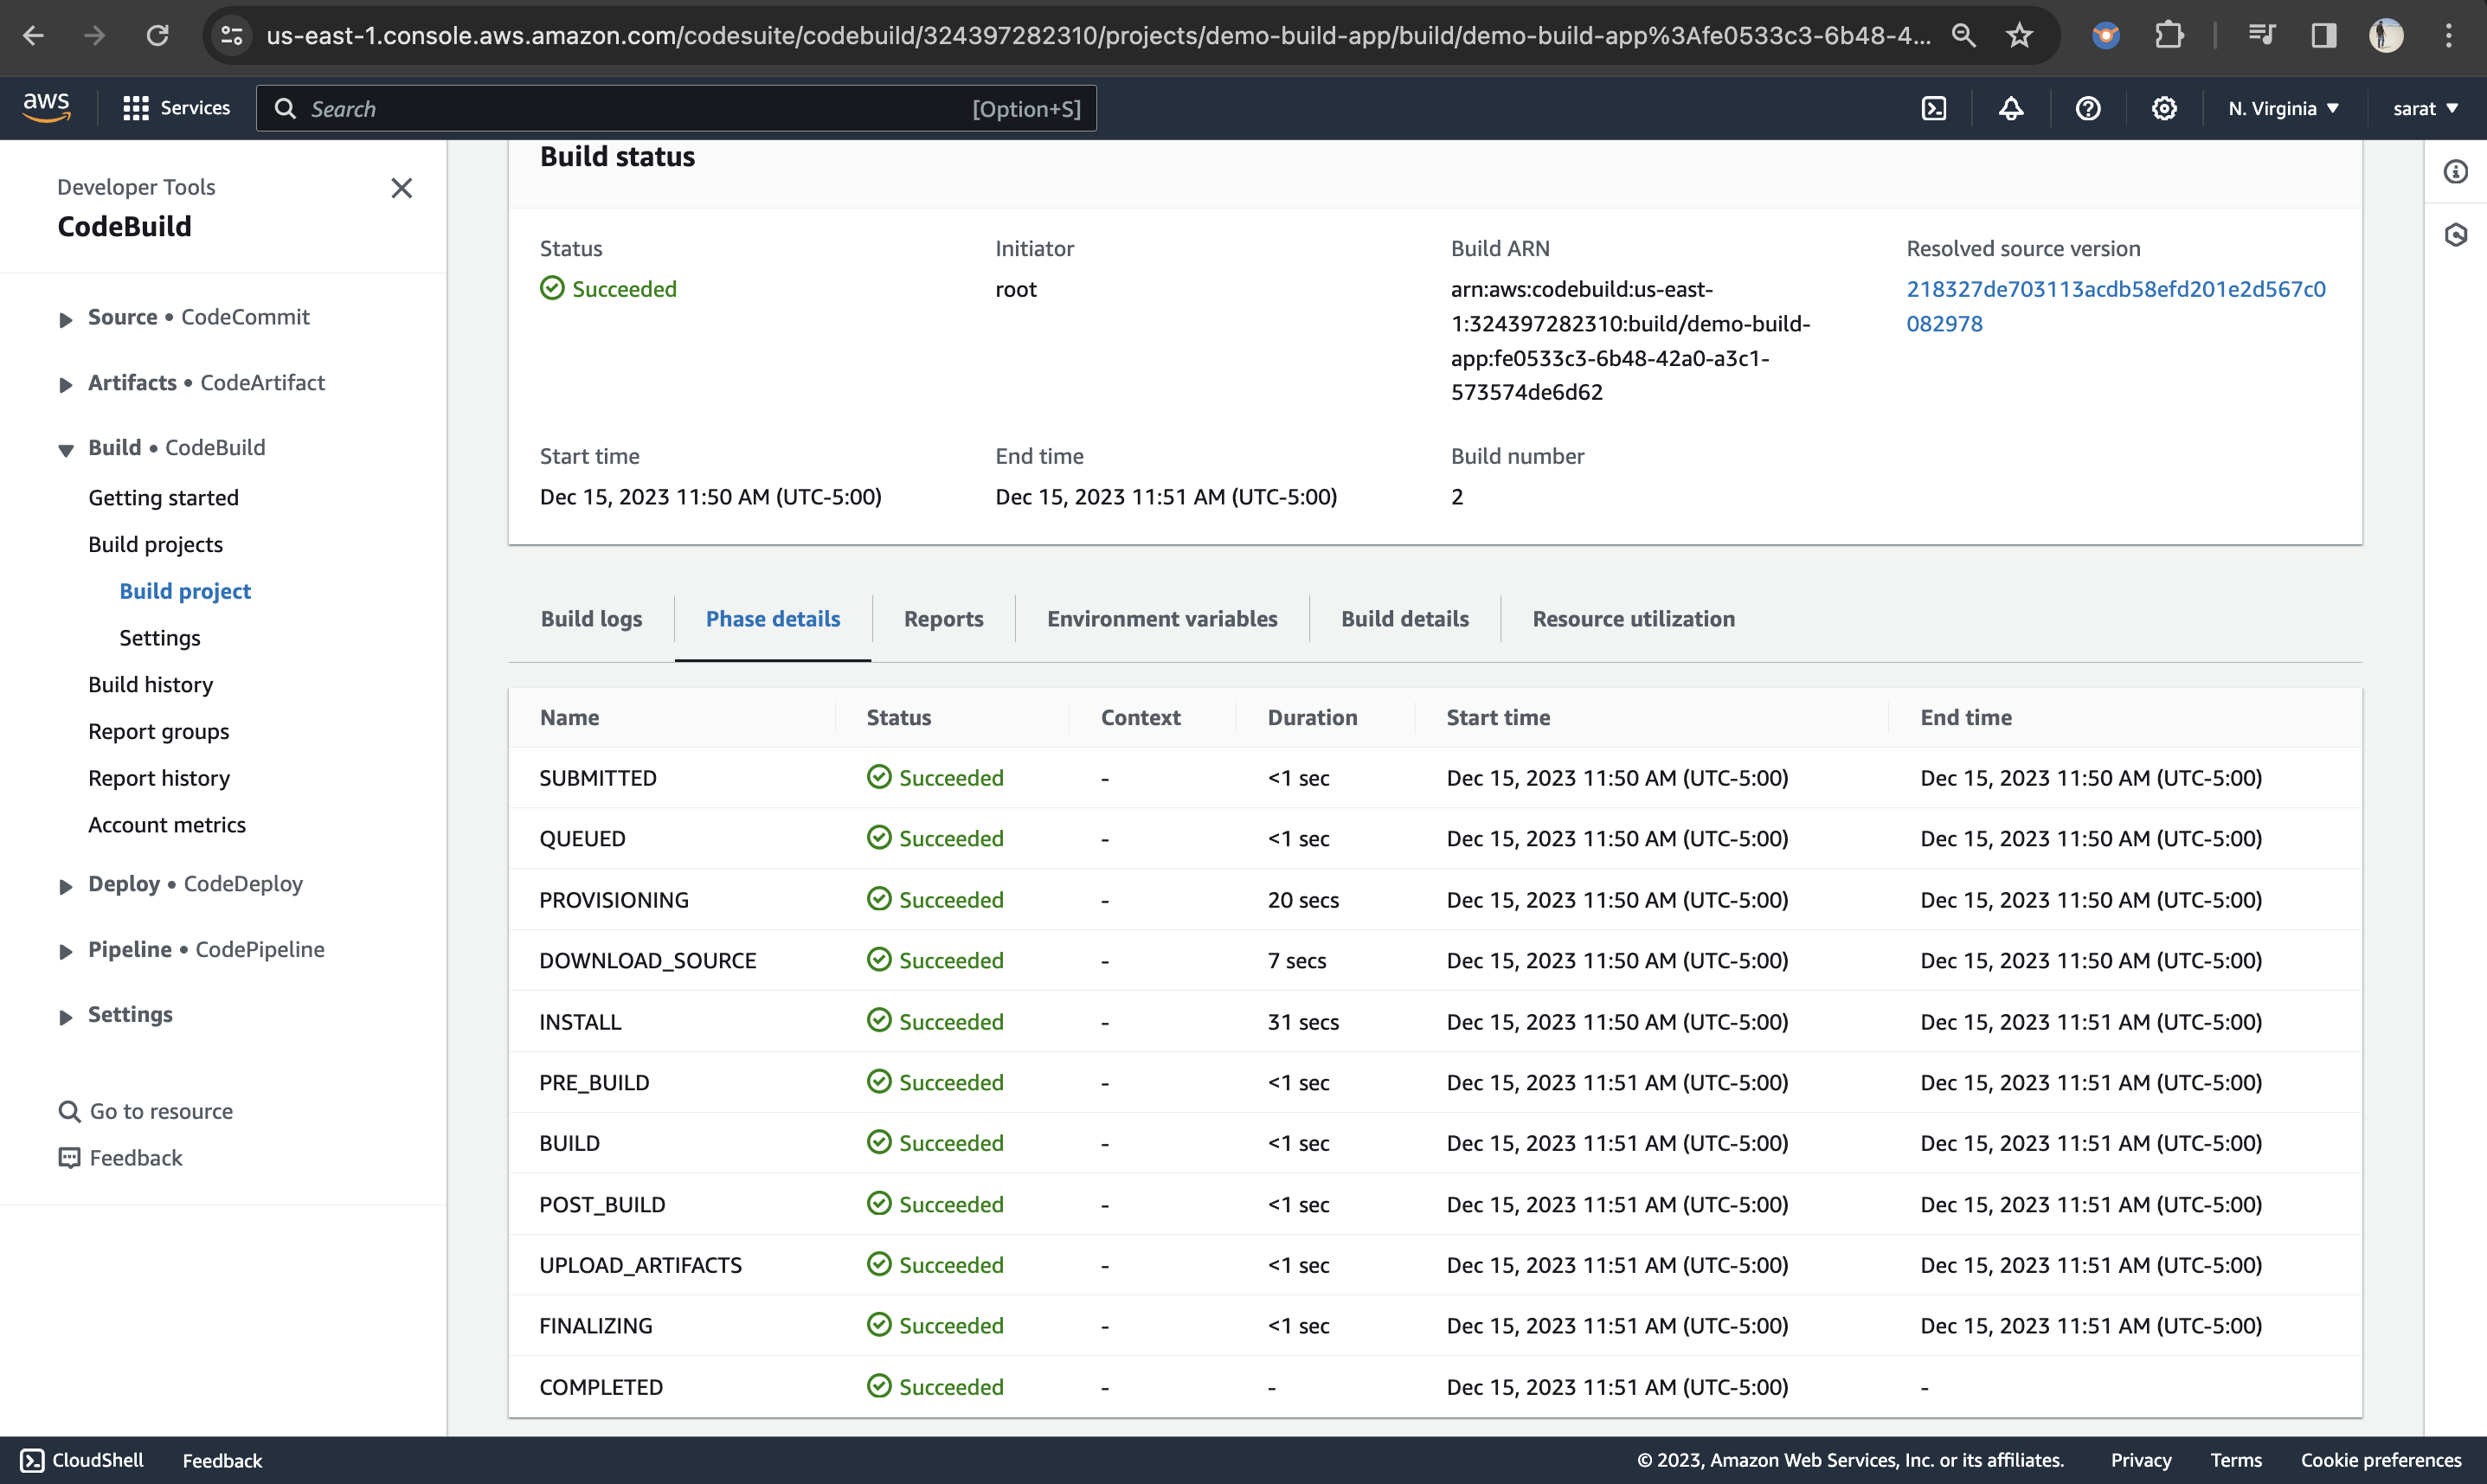 us-east-1.console.aws.amazon.com/codesuite/codebuild/324397282310/projects/demo-build-app/build/demo-build-app%3Afe0533c3-6b48-4...
aws Services Search [Option+S] N. Virginia ▼ sarat ▼
Developer Tools
CodeBuild
Source • CodeCommit
Artifacts • CodeArtifact
Build • CodeBuild
Getting started
Build projects
Build project
Settings
Build history
Report groups
Report history
Account metrics
Deploy • CodeDeploy
Pipeline • CodePipeline
Settings
Go to resource
Feedback
Build status
Status
Succeeded
Initiator
root
Build ARN
arn:aws:codebuild:us-east-
1:324397282310:build/demo-build-
app:fe0533c3-6b48-42a0-a3c1-
573574de6d62
Resolved source version
218327de703113acdb58efd201e2d567c0
082978
Start time
Dec 15, 2023 11:50 AM (UTC-5:00)
End time
Dec 15, 2023 11:51 AM (UTC-5:00)
Build number
2
Build logs Phase details Reports Environment variables Build details Resource utilization
Name Status Context Duration Start time End time
SUBMITTED Succeeded - <1 sec Dec 15, 2023 11:50 AM (UTC-5:00) Dec 15, 2023 11:50 AM (UTC-5:00)
QUEUED Succeeded - <1 sec Dec 15, 2023 11:50 AM (UTC-5:00) Dec 15, 2023 11:50 AM (UTC-5:00)
PROVISIONING Succeeded - 20 secs Dec 15, 2023 11:50 AM (UTC-5:00) Dec 15, 2023 11:50 AM (UTC-5:00)
DOWNLOAD_SOURCE Succeeded - 7 secs Dec 15, 2023 11:50 AM (UTC-5:00) Dec 15, 2023 11:50 AM (UTC-5:00)
INSTALL Succeeded - 31 secs Dec 15, 2023 11:50 AM (UTC-5:00) Dec 15, 2023 11:51 AM (UTC-5:00)
PRE_BUILD Succeeded - <1 sec Dec 15, 2023 11:51 AM (UTC-5:00) Dec 15, 2023 11:51 AM (UTC-5:00)
BUILD Succeeded - <1 sec Dec 15, 2023 11:51 AM (UTC-5:00) Dec 15, 2023 11:51 AM (UTC-5:00)
POST_BUILD Succeeded - <1 sec Dec 15, 2023 11:51 AM (UTC-5:00) Dec 15, 2023 11:51 AM (UTC-5:00)
UPLOAD_ARTIFACTS Succeeded - <1 sec Dec 15, 2023 11:51 AM (UTC-5:00) Dec 15, 2023 11:51 AM (UTC-5:00)
FINALIZING Succeeded - <1 sec Dec 15, 2023 11:51 AM (UTC-5:00) Dec 15, 2023 11:51 AM (UTC-5:00)
COMPLETED Succeeded - - Dec 15, 2023 11:51 AM (UTC-5:00) -
CloudShell Feedback © 2023, Amazon Web Services, Inc. or its affiliates. Privacy Terms Cookie preferences